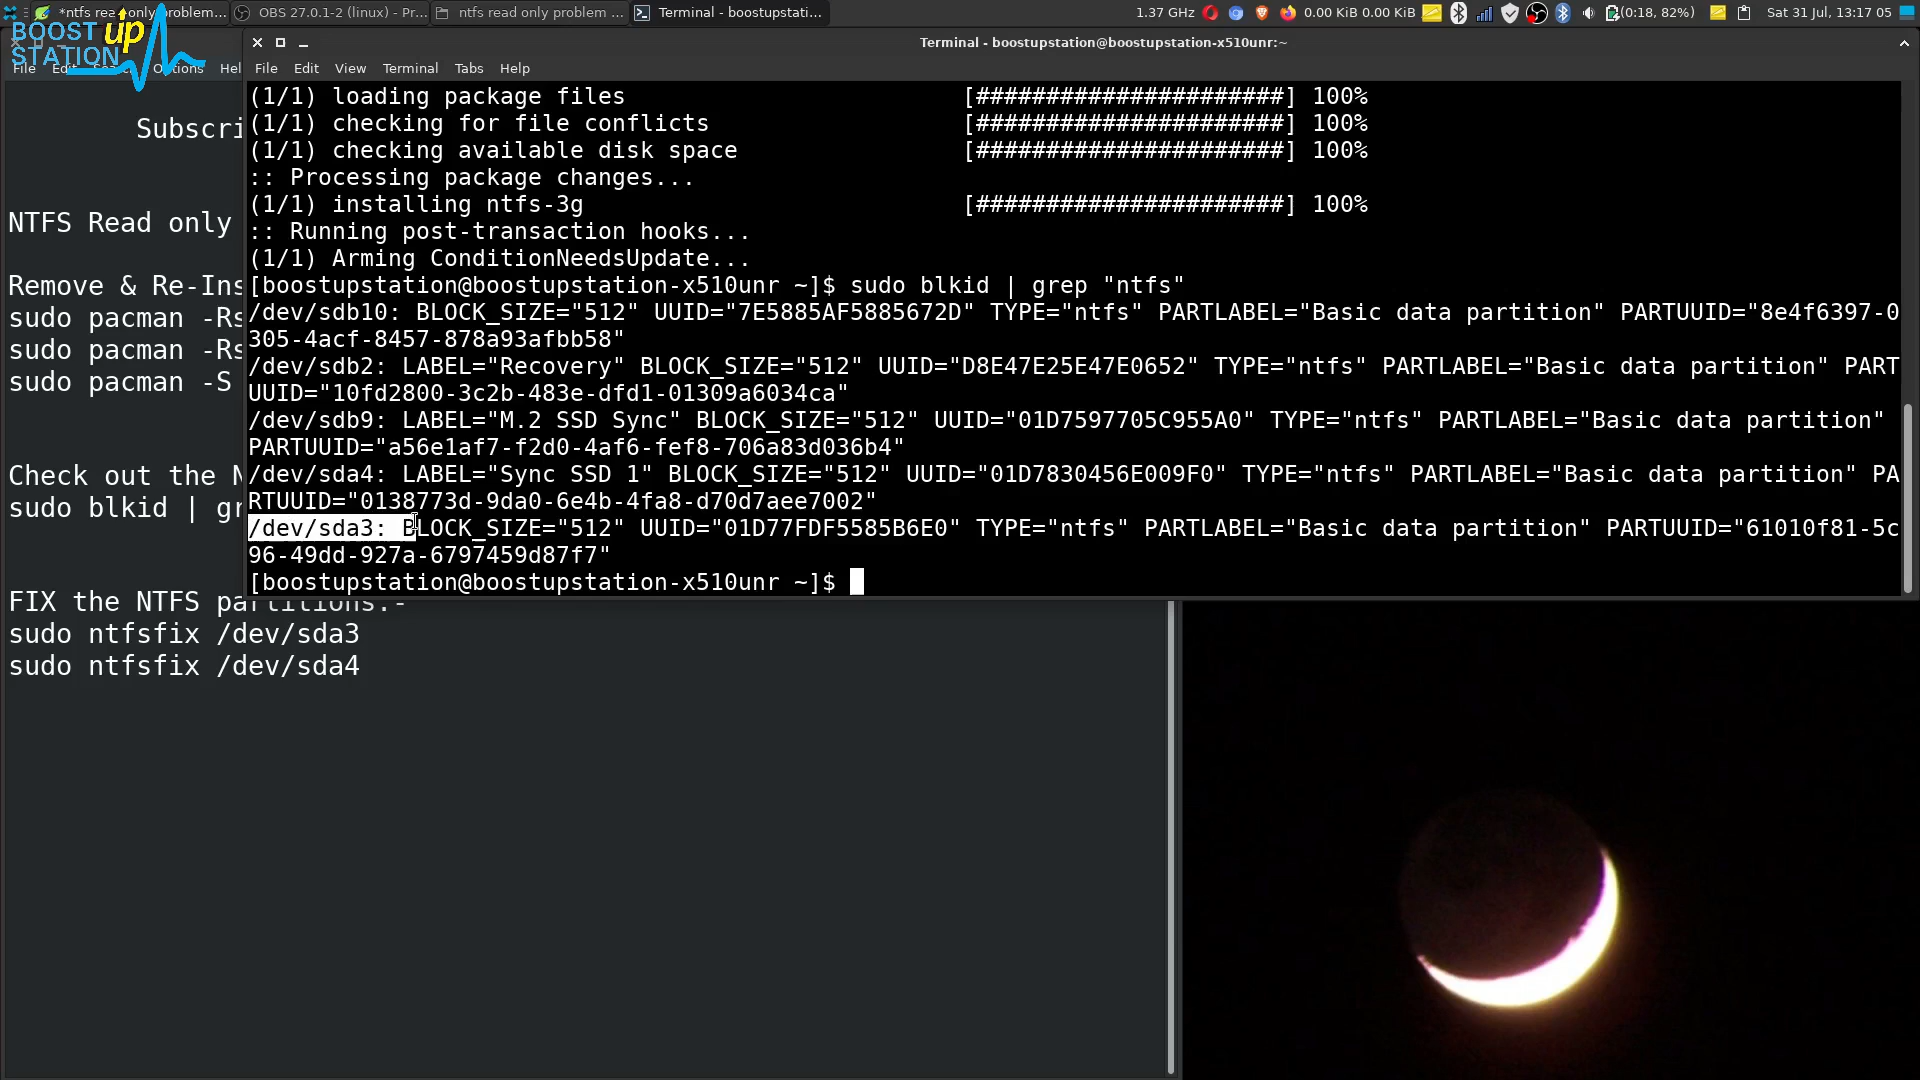 *ntfs rea only problem...
OBS 27.0.1-2 (linux) - Pr...
ntfs read only problem ...
Terminal - boostupstati...
1.37 GHz
0.00 KiB 0.00 KiB
(0:18, 82%)
Sat 31 Jul, 13:17 05
BOOST up
STATION
Terminal - boostupstation@boostupstation-x510unr:~
File Edit Options Hel
File Edit View Terminal Tabs Help
Subscri
NTFS Read only
Remove & Re-Ins
sudo pacman -Rs
sudo pacman -Rs
sudo pacman -S
Check out the N
sudo blkid | gr
FIX the NTFS partitions:-
sudo ntfsfix /dev/sda3
sudo ntfsfix /dev/sda4
(1/1) loading package files [######################] 100%
(1/1) checking for file conflicts [######################] 100%
(1/1) checking available disk space [######################] 100%
:: Processing package changes...
(1/1) installing ntfs-3g [######################] 100%
:: Running post-transaction hooks...
(1/1) Arming ConditionNeedsUpdate...
[boostupstation@boostupstation-x510unr ~]$ sudo blkid | grep "ntfs"
/dev/sdb10: BLOCK_SIZE="512" UUID="7E5885AF5885672D" TYPE="ntfs" PARTLABEL="Basic data partition" PARTUUID="8e4f6397-0
305-4acf-8457-878a93afbb58"
/dev/sdb2: LABEL="Recovery" BLOCK_SIZE="512" UUID="D8E47E25E47E0652" TYPE="ntfs" PARTLABEL="Basic data partition" PART
UUID="10fd2800-3c2b-483e-dfd1-01309a6034ca"
/dev/sdb9: LABEL="M.2 SSD Sync" BLOCK_SIZE="512" UUID="01D7597705C955A0" TYPE="ntfs" PARTLABEL="Basic data partition"
PARTUUID="a56e1af7-f2d0-4af6-fef8-706a83d036b4"
/dev/sda4: LABEL="Sync SSD 1" BLOCK_SIZE="512" UUID="01D7830456E009F0" TYPE="ntfs" PARTLABEL="Basic data partition" PA
RTUUID="0138773d-9da0-6e4b-4fa8-d70d7aee7002"
/dev/sda3: BLOCK_SIZE="512" UUID="01D77FDF5585B6E0" TYPE="ntfs" PARTLABEL="Basic data partition" PARTUUID="61010f81-5c
96-49dd-927a-6797459d87f7"
[boostupstation@boostupstation-x510unr ~]$